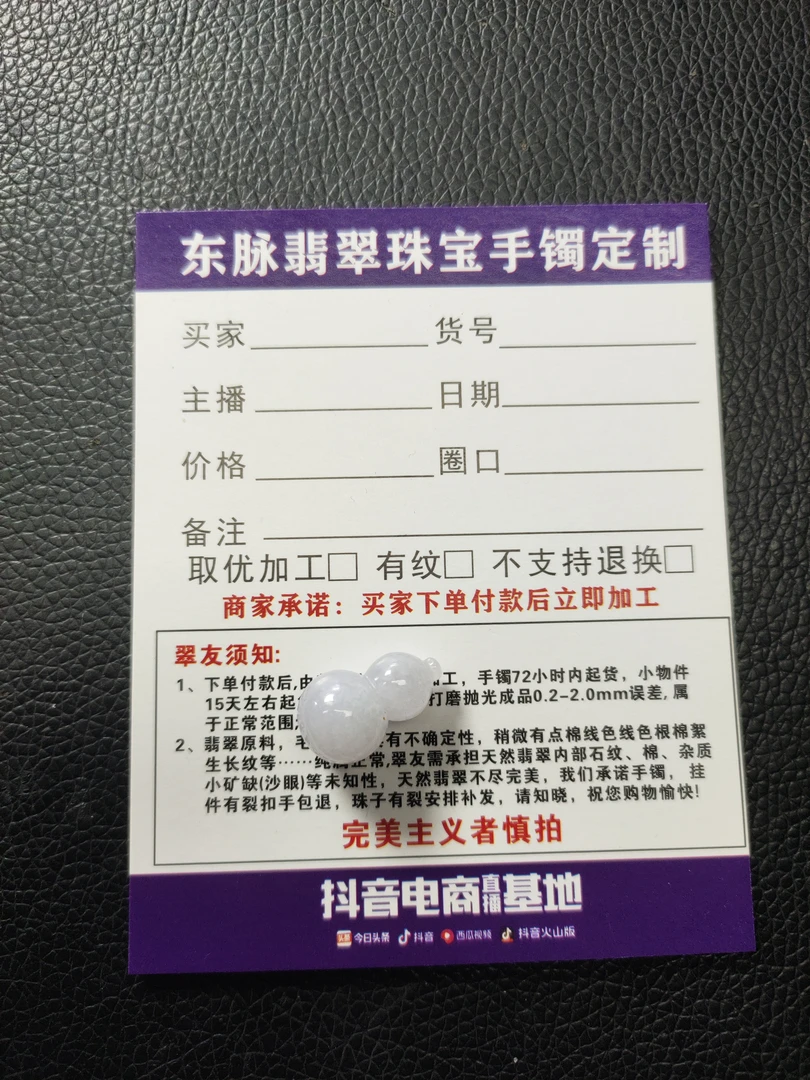 东脉翡翠珠宝手镯定制
买家 货号
主播 日期
价格 圈口
备注
取优加工□ 有纹□ 不支持退换□
商家承诺：买家下单付款后立即加工
翠友须知:
1、下单付款后,由 加工，手镯72小时内起货，小物件
15天左右起 打磨抛光成品0.2-2.0mm误差,属
于正常范围
2、翡翠原料，毛 有不确定性，稍微有点棉线色线色根棉絮
生长纹等……纯属正常,翠友需承担天然翡翠内部石纹、棉、杂质
小矿缺(沙眼)等未知性，天然翡翠不尽完美，我们承诺手镯，挂
件有裂扣手包退，珠子有裂安排补发，请知晓，祝您购物愉快!
完美主义者慎拍
抖音电商直播基地
头条 今日头条 抖音 西瓜视频 抖音火山版